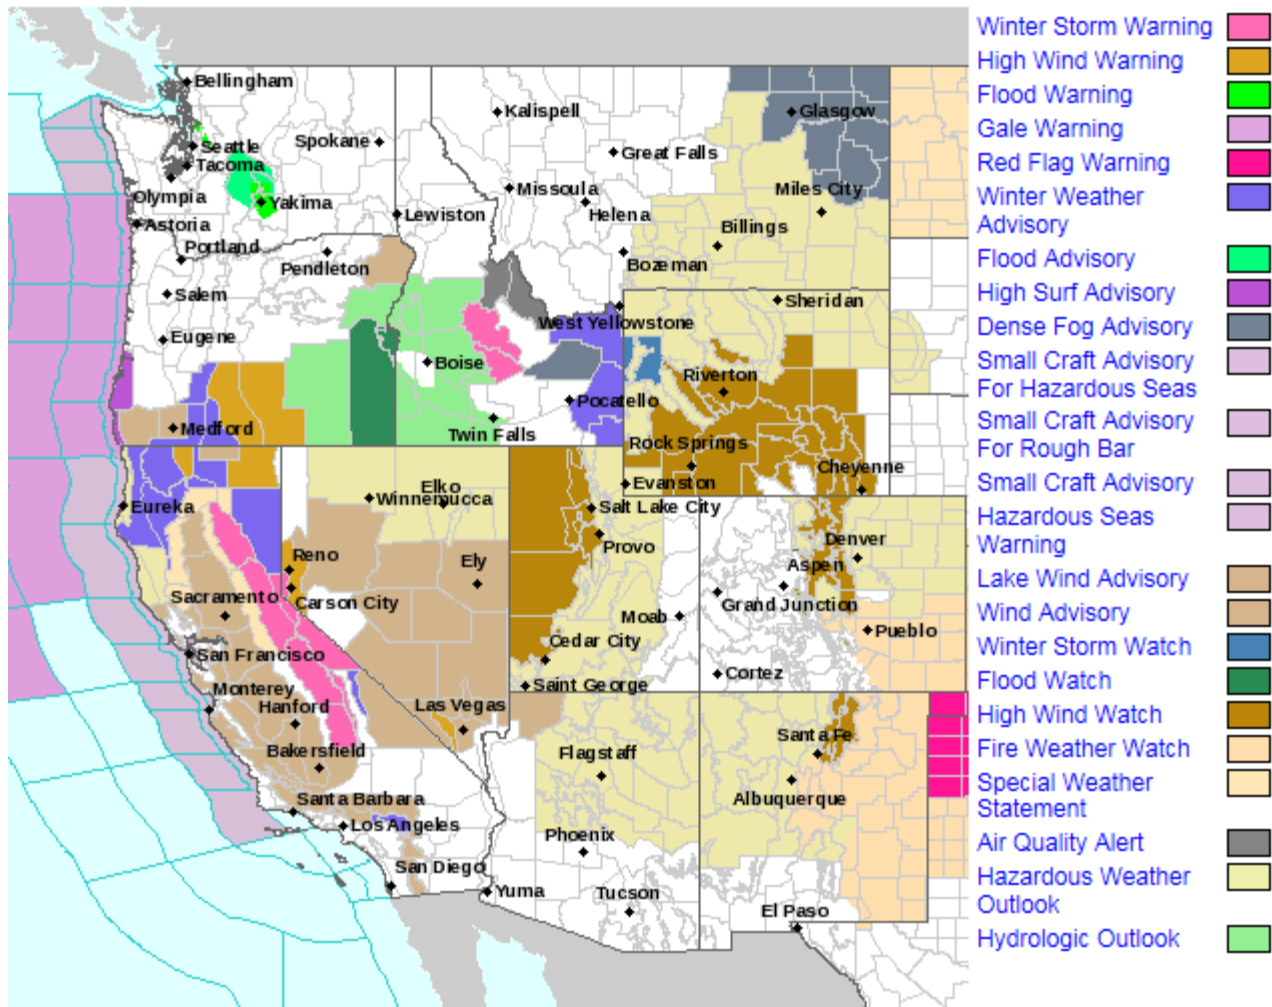 Winter Storm Warning
High Wind Warning
Flood Warning
Gale Warning
Red Flag Warning
Winter Weather
Advisory
Flood Advisory
High Surf Advisory
Dense Fog Advisory
Small Craft Advisory
For Hazardous Seas
Small Craft Advisory
For Rough Bar
Small Craft Advisory
Hazardous Seas
Warning
Lake Wind Advisory
Wind Advisory
Winter Storm Watch
Flood Watch
High Wind Watch
Fire Weather Watch
Special Weather
Statement
Air Quality Alert
Hazardous Weather
Outlook
Hydrologic Outlook
Bellingham
Kalispell
Glasgow
Seattle
Spokane
Great Falls
Tacoma
Olympia
Yakima
Missoula
Miles City
Helena
Lewiston
Astoria
Billings
Portland
Pendleton
Bozeman
Salem
Sheridan
West Yellowstone
Eugene
Boise
Riverton
Pocatello
Medford
Twin Falls
Rock Springs
Cheyenne
Evanston
Elko
Winnemucca
Eureka
Salt Lake City
Provo
Denver
Reno
Ely
Aspen
Sacramento
Carson City
Grand Junction
Moab
Pueblo
Cedar City
San Francisco
Cortez
Saint George
Monterey
Hanford
Las Vegas
Santa Fe
Bakersfield
Flagstaff
Albuquerque
Santa Barbara
Los Angeles
Phoenix
San Diego
Yuma
Tucson
El Paso